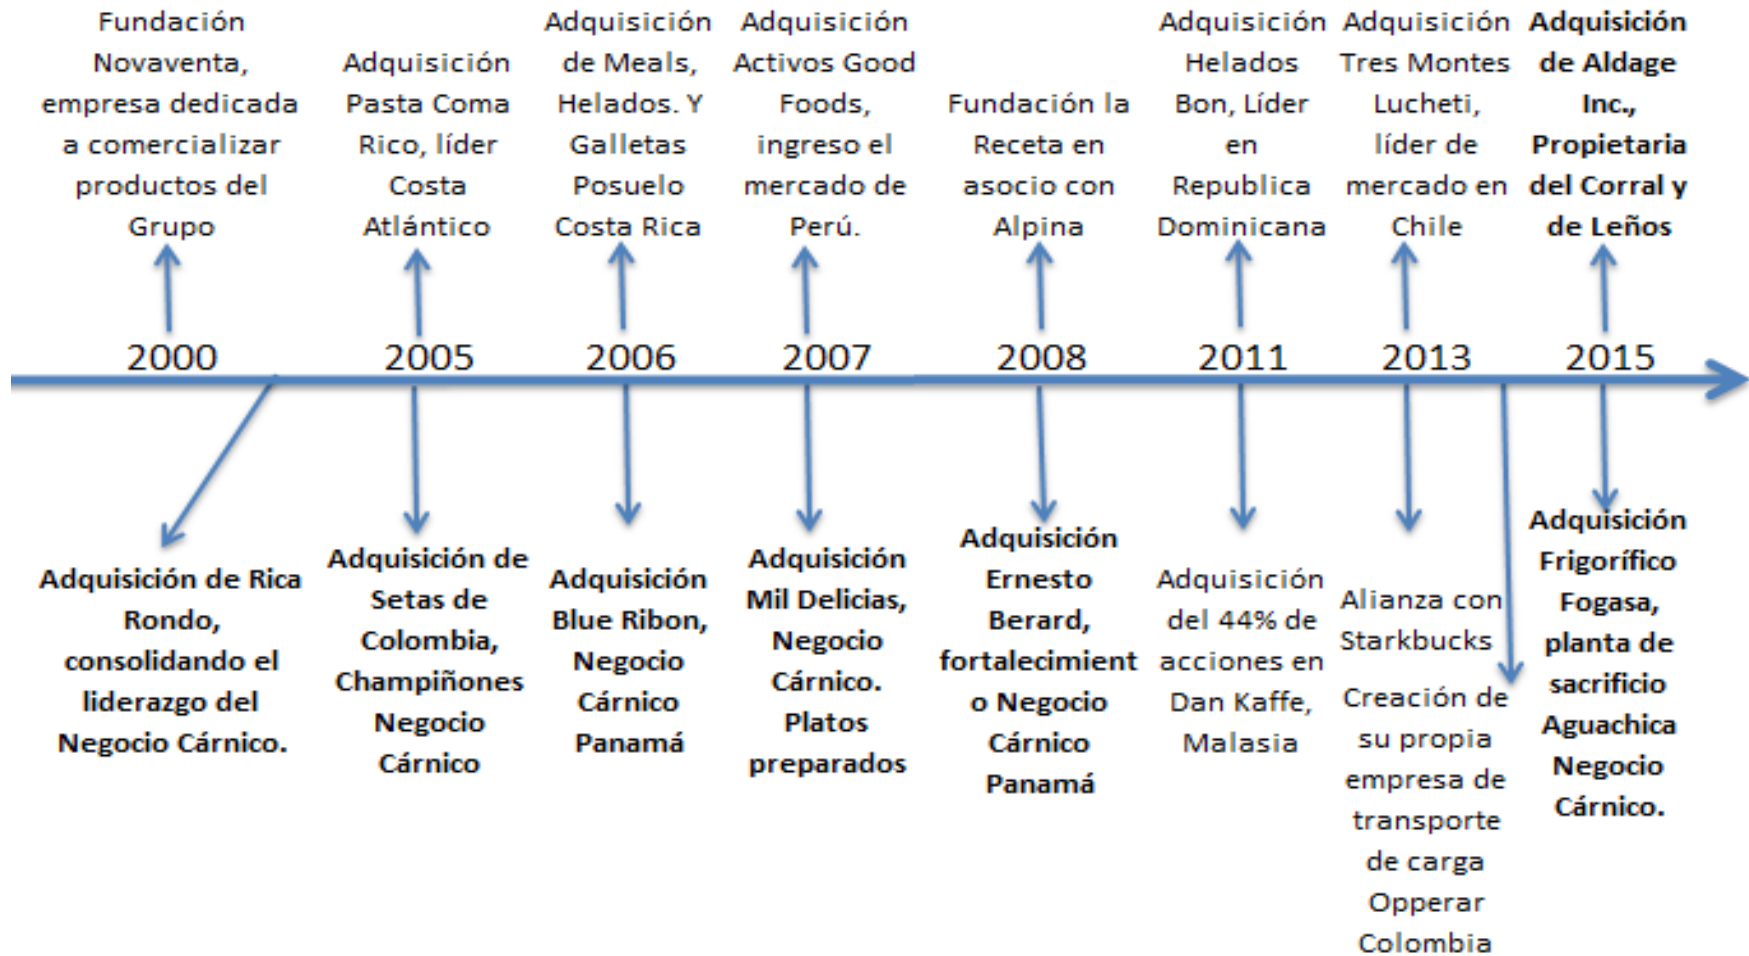 Fundación
Novaventa,
empresa dedicada
a comercializar
productos del
Grupo
Adquisición
Pasta Coma
Rico, líder
Costa
Atlántico
Adquisición
de Meals,
Helados. Y
Galletas
Posuelo
Costa Rica
Adquisición
Activos Good
Foods,
ingreso el
mercado de
Perú.
Fundación la
Receta en
asocio con
Alpina
Adquisición
Helados
Bon, Líder
en
Republica
Dominicana
Adquisición
Tres Montes
Lucheti,
líder de
mercado en
Chile
Adquisición
de Aldage
Inc.,
Propietaria
del Corral y
de Leños
2000
2005
2006
2007
2008
2011
2013
2015
Adquisición de Rica
Rondo,
consolidando el
liderazgo del
Negocio Cárnico.
Adquisición de
Setas de
Colombia,
Champiñones
Negocio
Cárnico
Adquisición
Blue Ribon,
Negocio
Cárnico
Panamá
Adquisición
Mil Delicias,
Negocio
Cárnico.
Platos
preparados
Adquisición
Ernesto
Berard,
fortalecimient
o Negocio
Cárnico
Panamá
Adquisición
del 44% de
acciones en
Dan Kaffe,
Malasia
Alianza con
Starkbucks
Creación de
su propia
empresa de
transporte
de carga
Opperar
Colombia
Adquisición
Frigorífico
Fogasa,
planta de
sacrificio
Aguachica
Negocio
Cárnico.